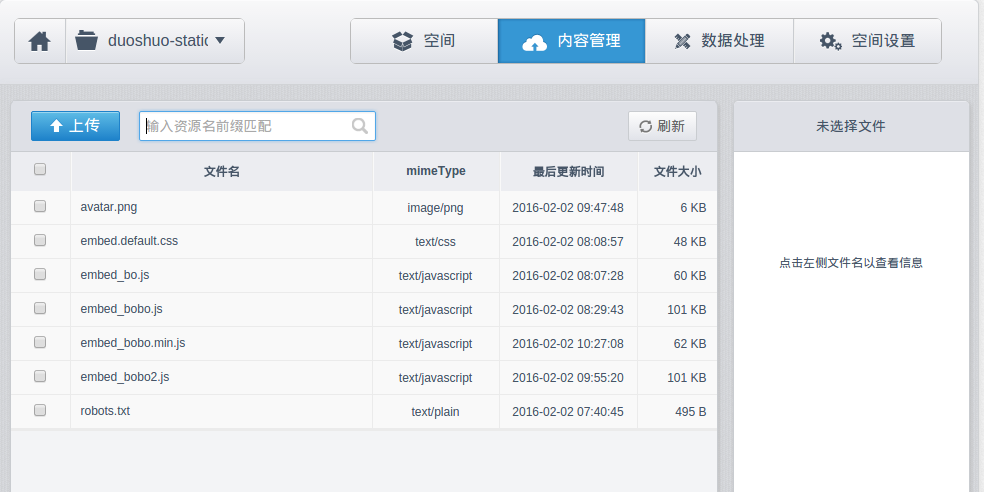 duoshuo-static 空间 内容管理 数据处理 空间设置
上传 输入资源名前缀匹配 刷新 未选择文件
文件名 mimeType 最后更新时间 文件大小
avatar.png image/png 2016-02-02 09:47:48 6 KB
embed.default.css text/css 2016-02-02 08:08:57 48 KB
embed_bo.js text/javascript 2016-02-02 08:07:28 60 KB
embed_bobo.js text/javascript 2016-02-02 08:29:43 101 KB
embed_bobo.min.js text/javascript 2016-02-02 10:27:08 62 KB
embed_bobo2.js text/javascript 2016-02-02 09:55:20 101 KB
robots.txt text/plain 2016-02-02 07:40:45 495 B
点击左侧文件名以查看信息